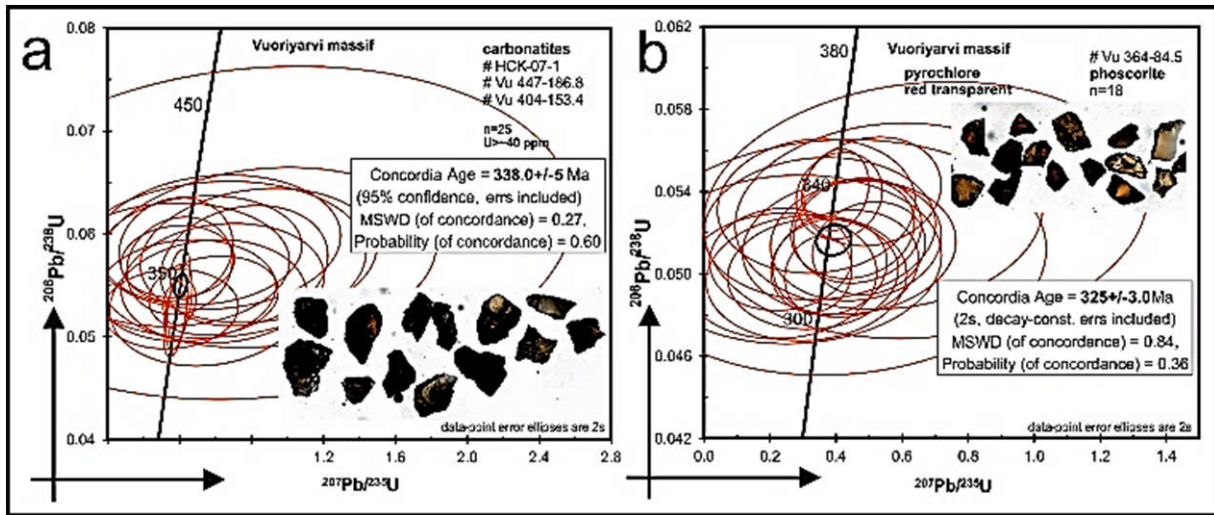 a
Vuoriyarvi massif
carbonatites
# HCK-07-1
# Vu 447-186.8
# Vu 404-153.4
n=25
U>~40 ppm
Concordia Age = 338.0+/-5 Ma
(95% confidence, errs included)
MSWD (of concordance) = 0.27,
Probability (of concordance) = 0.60
450
350
0.08
0.07
0.06
0.05
0.04
206Pb/238U
1.2
1.6
2.0
2.4
2.8
207Pb/235U
data-point error ellipses are 2s
b
380
Vuoriyarvi massif
pyrochlore
red transparent
# Vu 364-84.5
phoscorite
n=18
340
300
Concordia Age = 325+/-3.0Ma
(2s, decay-const. errs included)
MSWD (of concordance) = 0.84,
Probability (of concordance) = 0.36
0.062
0.058
0.054
0.050
0.046
0.042
206Pb/238U
0.0
0.2
0.4
0.6
0.8
1.0
1.2
1.4
207Pb/235U
data-point error ellipses are 2s